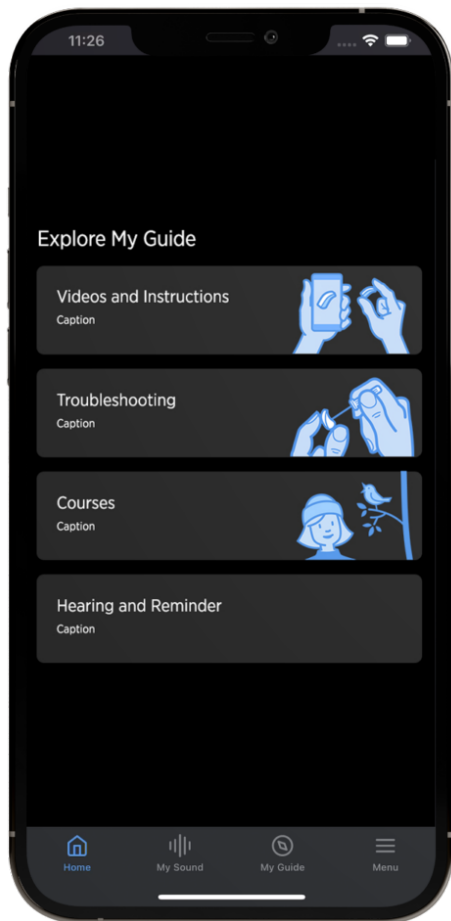 11:26
Explore My Guide
Videos and Instructions
Caption
Troubleshooting
Caption
Courses
Caption
Hearing and Reminder
Caption
Home
My Sound
My Guide
Menu